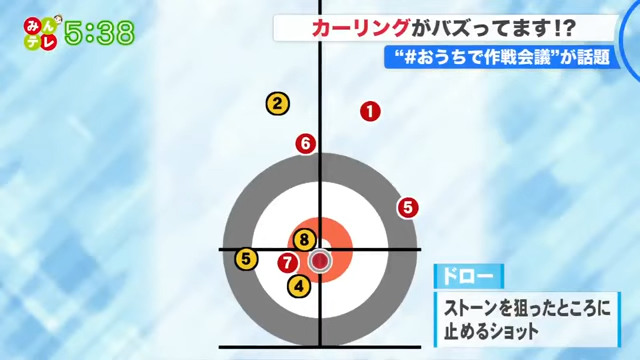 みんテレ
5:38
カーリングがバズってます!?
“#おうちで作戦会議”が話題
2
1
6
5
8
5
7
4
ドロー
ストーンを狙ったところに
止めるショット